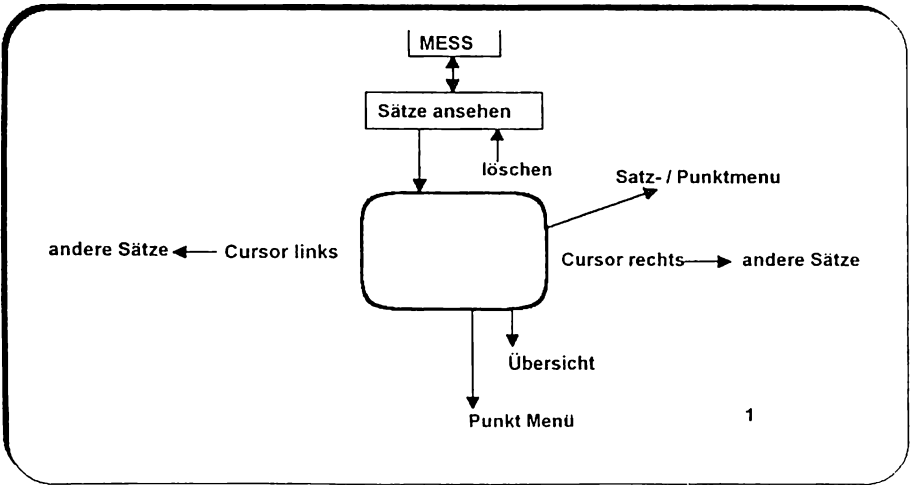 MESS
Sätze ansehen
löschen
Satz- / Punktmenu
andere Sätze
Cursor links
Cursor rechts
andere Sätze
Übersicht
Punkt Menü
1